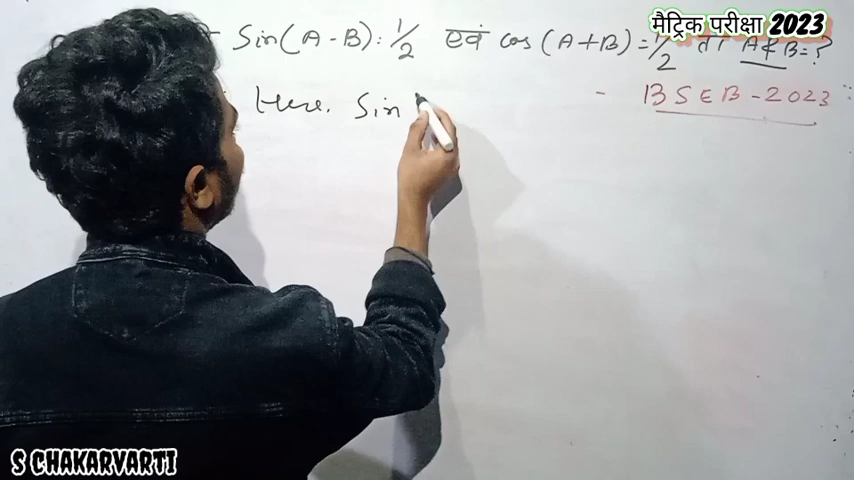 मैट्रिक परीक्षा 2023
Sin(A-B) : 1/2 एवं cos (A+B) = 1/2 A & B = ?
- BSEB - 2023
Here. Sin
S CHAKARVARTI